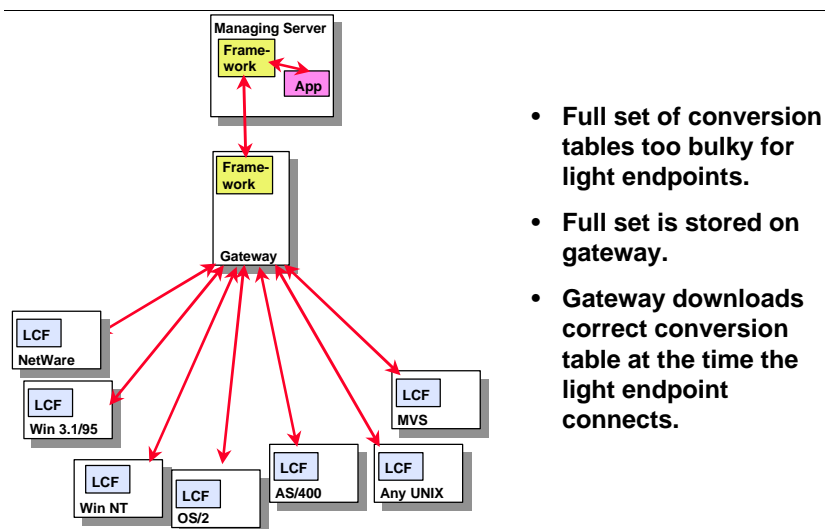 Managing Server
Frame-
work
App
Frame-
work
Gateway
LCF
NetWare
LCF
Win 3.1/95
LCF
Win NT
LCF
OS/2
LCF
AS/400
LCF
Any UNIX
LCF
MVS
• Full set of conversion
tables too bulky for
light endpoints.
• Full set is stored on
gateway.
• Gateway downloads
correct conversion
table at the time the
light endpoint
connects.